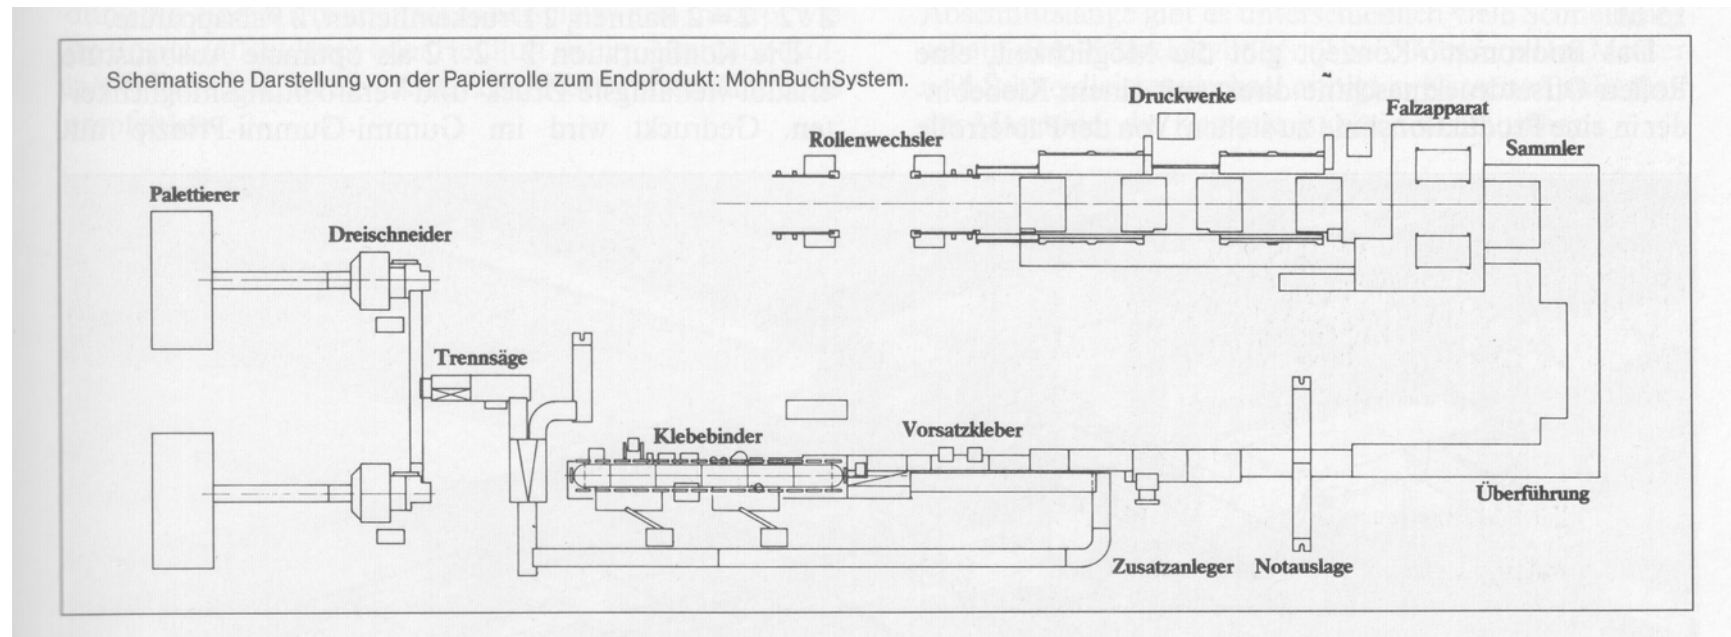 Schematische Darstellung von der Papierrolle zum Endprodukt: MohnBuchSystem.
Druckwerke
Falzapparat
Rollenwechsler
Sammler
Palettierer
Dreischneider
Trennsäge
Klebebinder
Vorsatzkleber
Überführung
Zusatzanleger
Notauslage